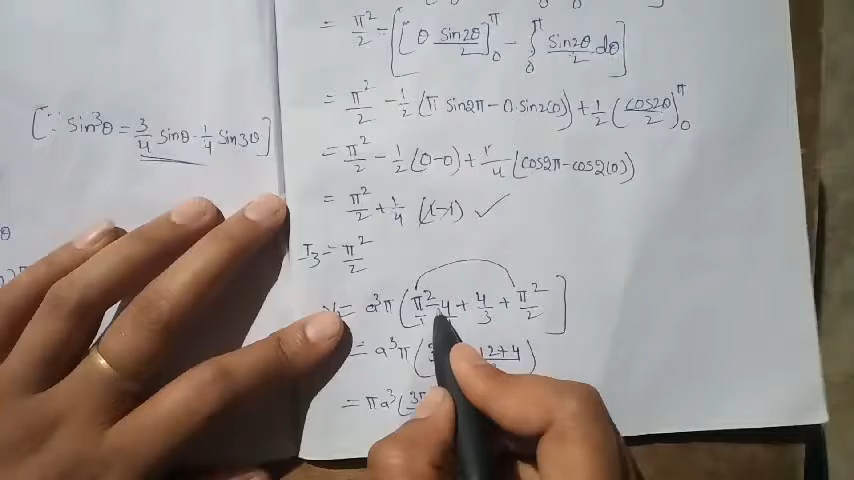 [∵ Sin³θ = 3/4 Sinθ - 1/4 Sin3θ]
θ
= π²/2 - [[θ Sin2θ/2]₀^π - ∫₀^π Sin2θ/2 dθ]
= π²/2 - 1/2 (π Sin2π - 0.Sin2(0)) + 1/2 (Cos2θ/2)₀^π
= π²/2 - 1/2 (0-0) + 1/4 (Cos2π - Cos2(0))
= π²/2 + 1/4 (1-1) ✓
I₃ = π²/2
= a³π (π² - 4 + 4/3 + π²/2]
= a³π ( 12+4 )
= πa³ (3π